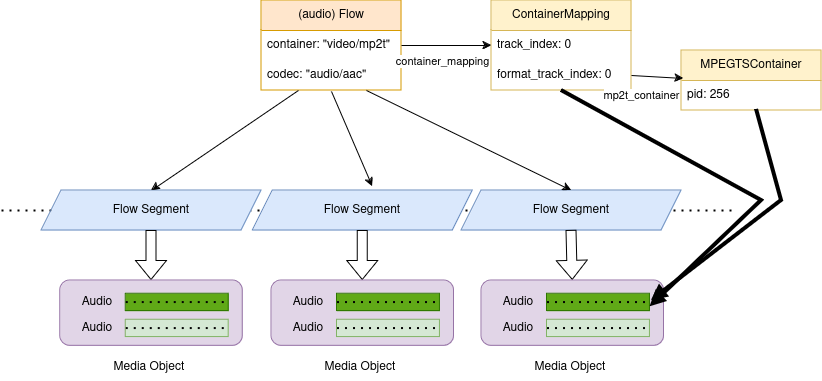 (audio) Flow
container: "video/mp2t"
codec: "audio/aac"
container_mapping
ContainerMapping
track_index: 0
format_track_index: 0
mp2t_container
MPEGTSContainer
pid: 256
Flow Segment
Flow Segment
Flow Segment
Audio
Audio
Media Object
Audio
Audio
Media Object
Audio
Audio
Media Object